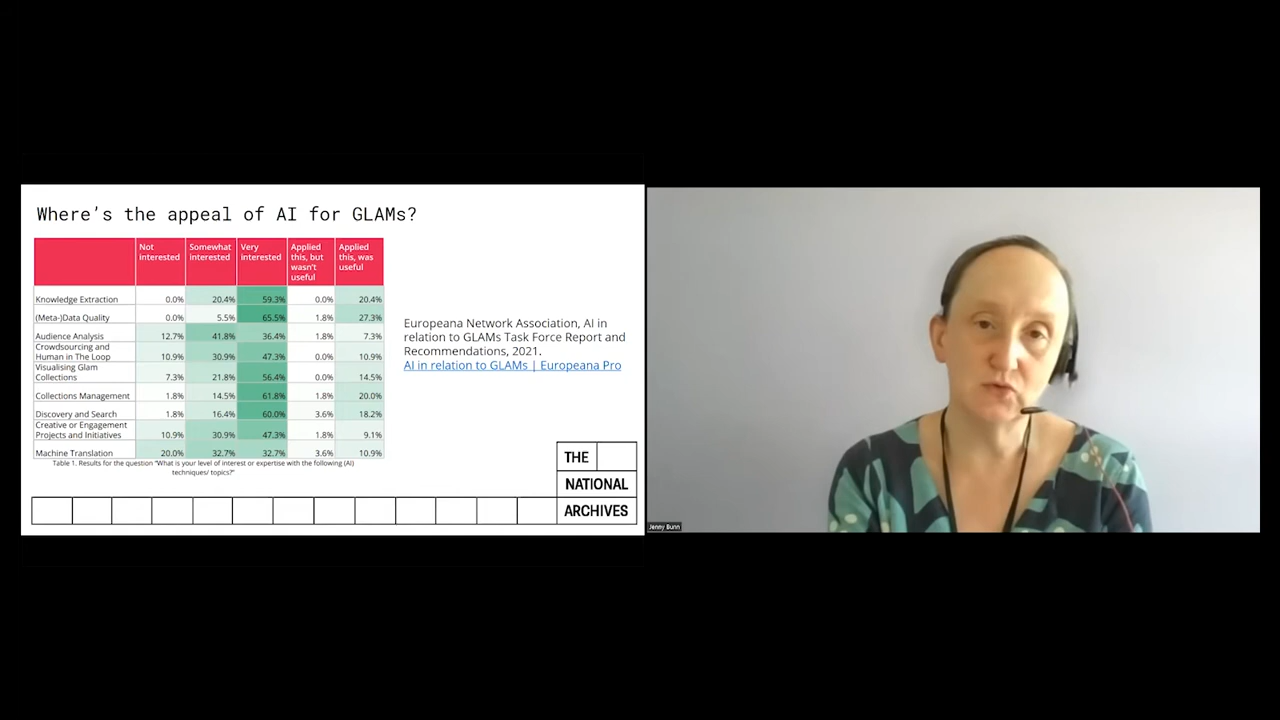 Where's the appeal of AI for GLAMs?
Not interested Somewhat interested Very interested Applied this, but wasn't useful Applied this, was useful
Knowledge Extraction 0.0% 20.4% 59.3% 0.0% 20.4%
(Meta-)Data Quality 0.0% 5.5% 65.5% 1.8% 27.3%
Audience Analysis 12.7% 41.8% 36.4% 1.8% 7.3%
Crowdsourcing and
Human in The Loop 10.9% 30.9% 47.3% 0.0% 10.9%
Visualising Glam
Collections 7.3% 21.8% 56.4% 0.0% 14.5%
Collections Management 1.8% 14.5% 61.8% 1.8% 20.0%
Discovery and Search 1.8% 16.4% 60.0% 3.6% 18.2%
Creative or Engagement
Projects and Initiatives 10.9% 30.9% 47.3% 1.8% 9.1%
Machine Translation 20.0% 32.7% 32.7% 3.6% 10.9%
Table 1. Results for the question "What is your level of interest or expertise with the following (AI)
techniques/ topics?"
Europeana Network Association, AI in
relation to GLAMs Task Force Report and
Recommendations, 2021.
AI in relation to GLAMs | Europeana Pro
THE
NATIONAL
ARCHIVES
Jenny Bunn